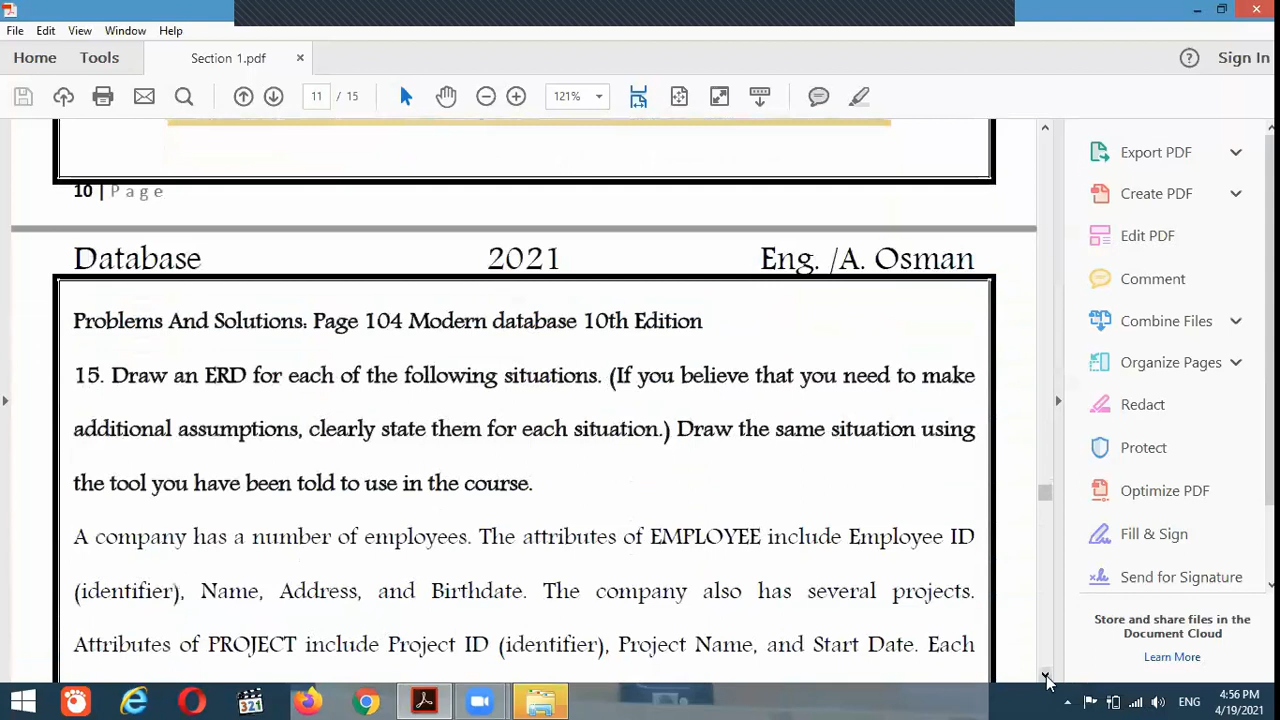 File Edit View Window Help
Home Tools Section 1.pdf × ? Sign In
11 / 15 121%
10 | P a g e
Database 2021 Eng. /A. Osman
Problems And Solutions: Page 104 Modern database 10th Edition
15. Draw an ERD for each of the following situations. (If you believe that you need to make
additional assumptions, clearly state them for each situation.) Draw the same situation using
the tool you have been told to use in the course.
A company has a number of employees. The attributes of EMPLOYEE include Employee ID
(identifier), Name, Address, and Birthdate. The company also has several projects.
Attributes of PROJECT include Project ID (identifier), Project Name, and Start Date. Each
Export PDF
Create PDF
Edit PDF
Comment
Combine Files
Organize Pages
Redact
Protect
Optimize PDF
Fill & Sign
Send for Signature
Store and share files in the
Document Cloud
Learn More
321
ENG
4:56 PM
4/19/2021